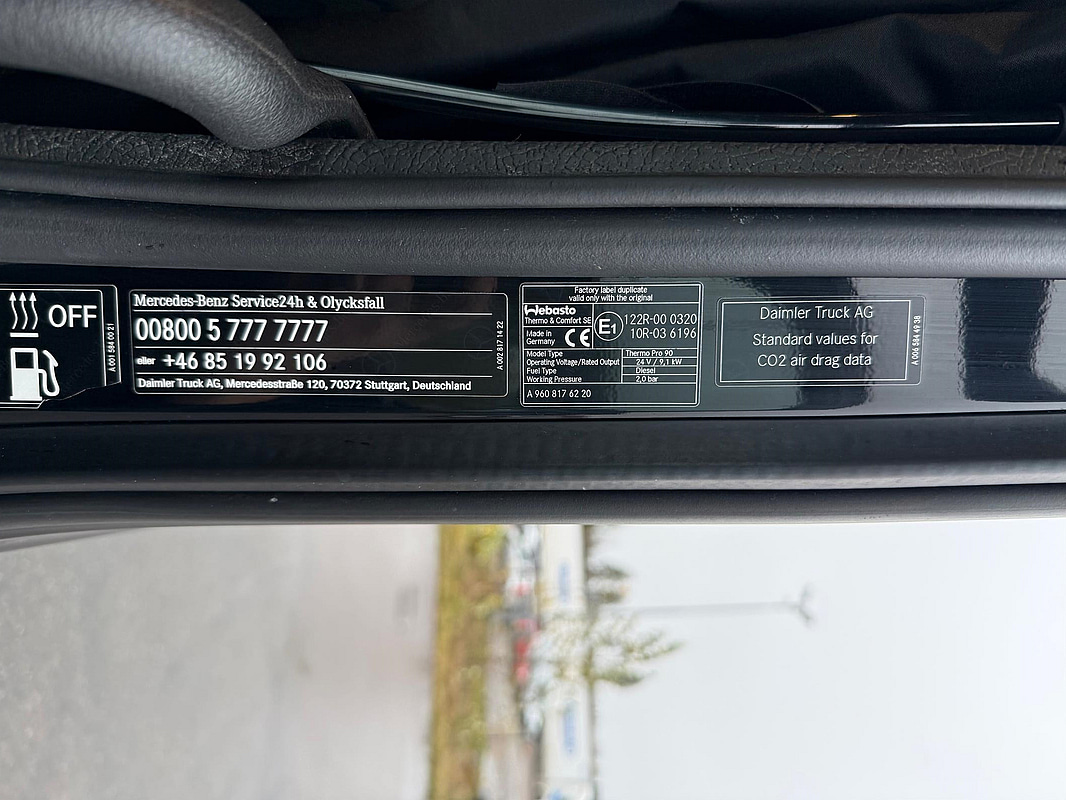 OFF
A 001 584 00 21
Mercedes-Benz Service24h & Olycksfall
00800 5 777 7777
eller +46 85 19 92 106
Daimler Truck AG, Mercedesstraße 120, 70372 Stuttgart, Deutschland
A 002 817 14 22
Factory label duplicate
valid only with the original
Webasto
Thermo & Comfort SE
Made in
Germany CE
E1
122R-00 0320
10R-03 6196
Model Type Thermo Pro 90
Operating Voltage/Rated Output 24 V / 9,1 kW
Fuel Type Diesel
Working Pressure 2,0 bar
A 960 817 62 20
Daimler Truck AG
Standard values for
CO2 air drag data
A 006 584 49 38